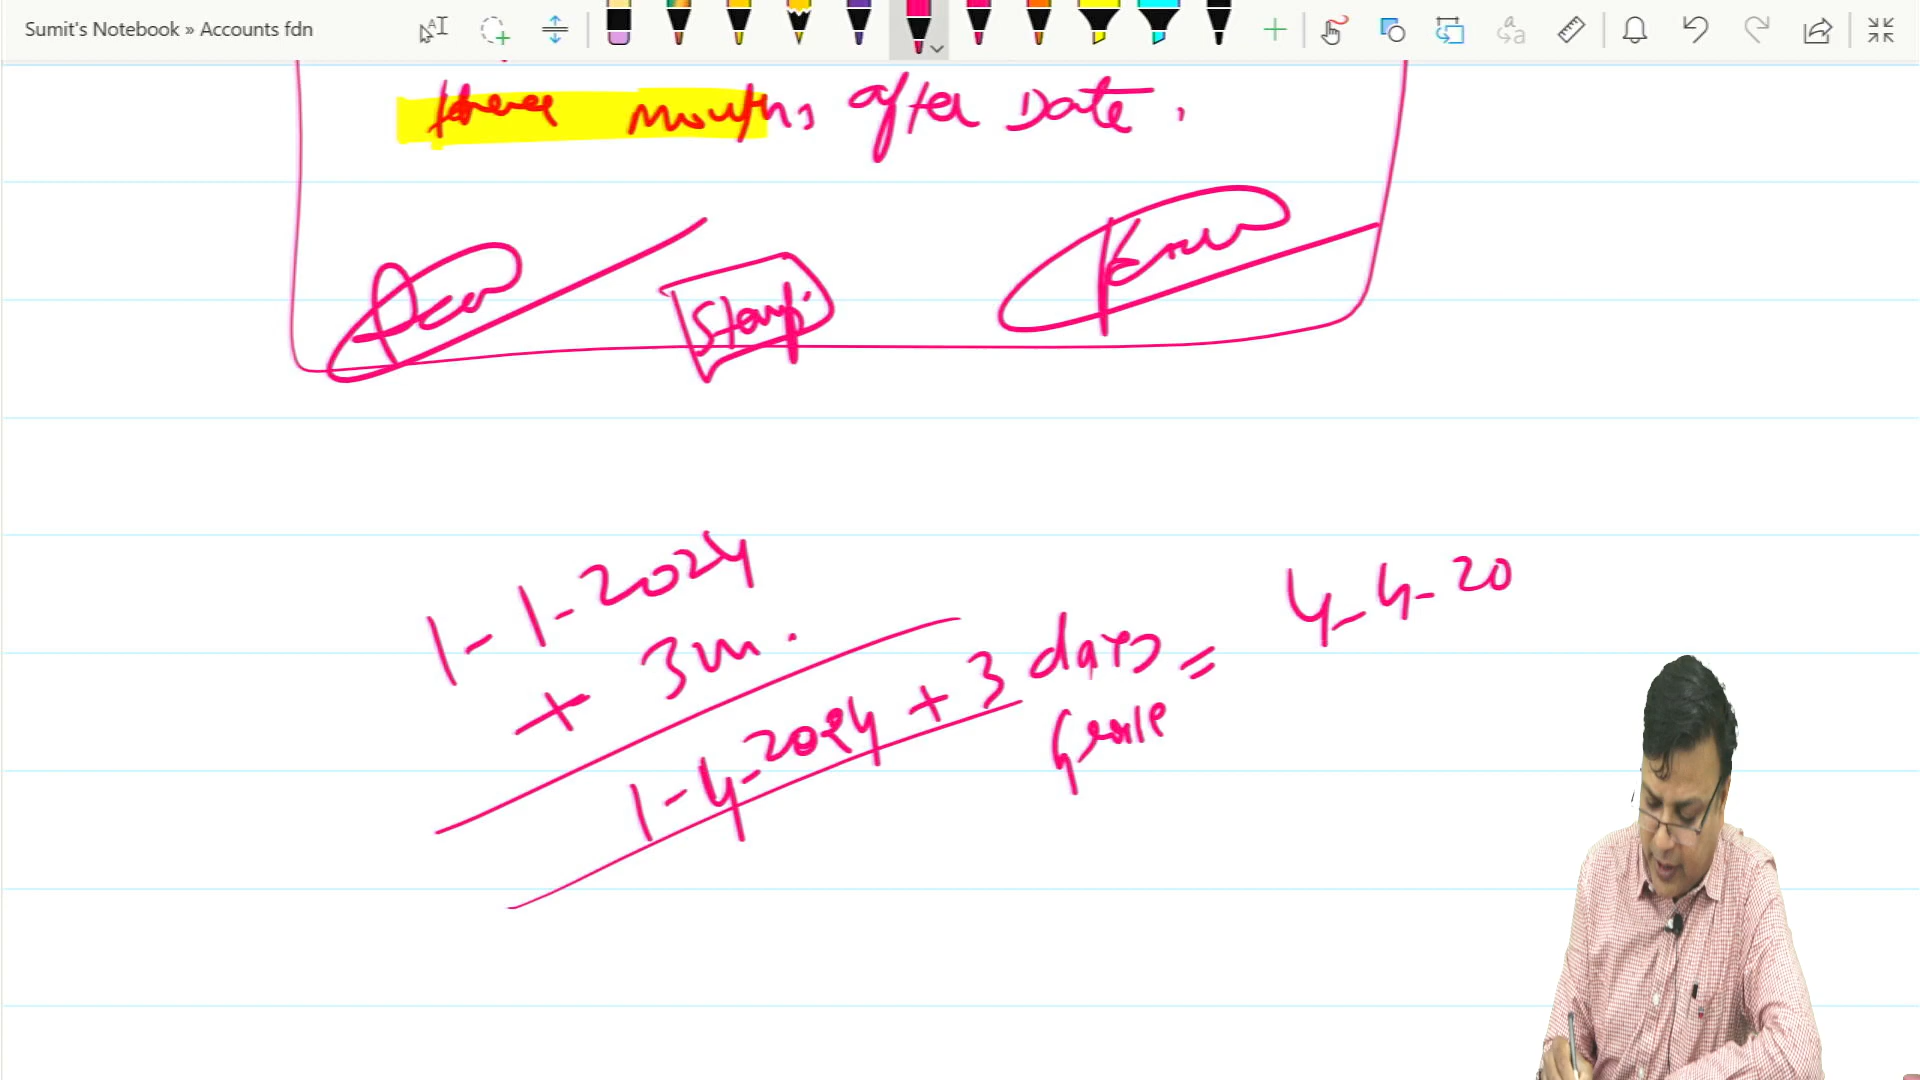 Sumit's Notebook » Accounts fdn
three months after Date.
Stamp
1-1-2024
+ 3m.
1-4-2024 + 3 days = 4-4-20